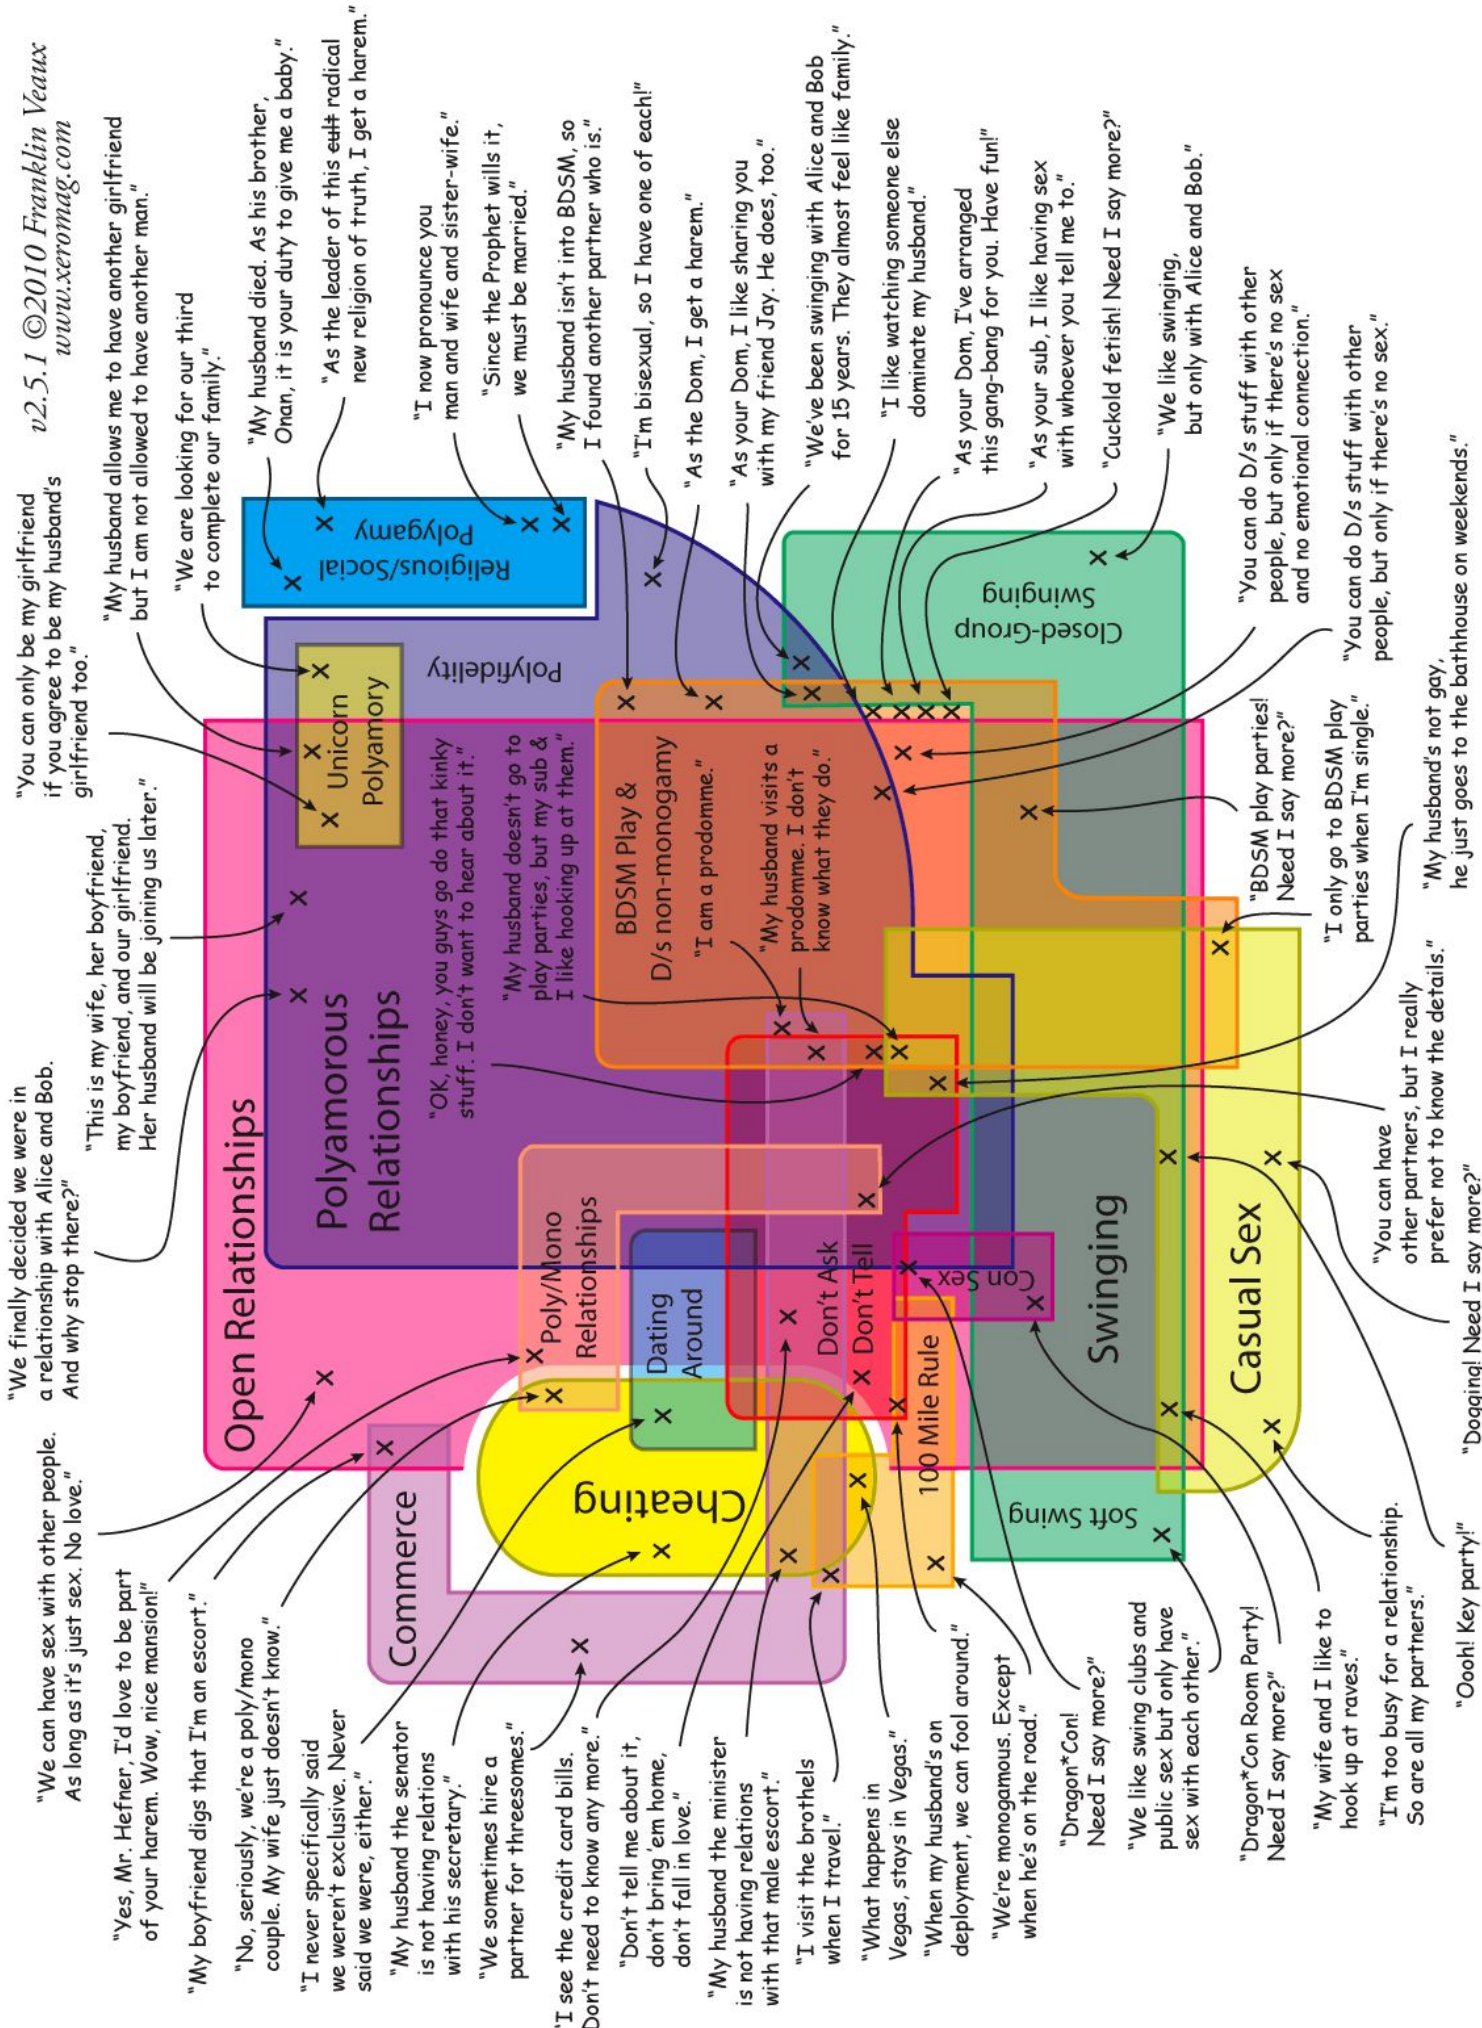 v2.5.1 ©2010 Franklin Veaux
www.xeromag.com
"We can have sex with other people.
As long as it's just sex. No love."
"We finally decided we were in
a relationship with Alice and Bob.
And why stop there?"
"This is my wife, her boyfriend,
my boyfriend, and our girlfriend.
Her husband will be joining us later."
"You can only be my girlfriend
if you agree to be my husband's
girlfriend too."
"My husband allows me to have another girlfriend
but I am not allowed to have another man."
"We are looking for our third
to complete our family."
"My husband died. As his brother,
Onan, it is your duty to give me a baby."
"As the leader of this cult radical
new religion of truth, I get a harem."
"I now pronounce you
man and wife and sister-wife."
"Since the Prophet wills it,
we must be married."
"My husband isn't into BDSM, so
I found another partner who is."
"I'm bisexual, so I have one of each!"
"As the Dom, I get a harem."
"As your Dom, I like sharing you
with my friend Jay. He does, too."
"We've been swinging with Alice and Bob
for 15 years. They almost feel like family."
"I like watching someone else
dominate my husband."
"As your Dom, I've arranged
this gang-bang for you. Have fun!"
"As your sub, I like having sex
with whoever you tell me to."
"Cuckold fetish! Need I say more?"
"We like swinging,
but only with Alice and Bob."
"You can do D/s stuff with other
people, but only if there's no sex
and no emotional connection."
"You can do D/s stuff with other
people, but only if there's no sex."
"BDSM play parties!
Need I say more?"
"I only go to BDSM play
parties when I'm single."
"My husband's not gay,
he just goes to the bathhouse on weekends."
"You can have
other partners, but I really
prefer not to know the details."
"Dogging! Need I say more?"
"Oooh! Key party!"
"I'm too busy for a relationship.
So are all my partners."
"My wife and I like to
hook up at raves."
"Dragon*Con Room Party!
Need I say more?"
"We like swing clubs and
public sex but only have
sex with each other."
"Dragon*Con!
Need I say more?"
"We're monogamous. Except
when he's on the road."
"When my husband's on
deployment, we can fool around."
"What happens in
Vegas, stays in Vegas."
"I visit the brothels
when I travel."
"My husband the minister
is not having relations
with that male escort."
"Don't tell me about it,
don't bring 'em home,
don't fall in love."
"I see the credit card bills.
Don't need to know any more."
"We sometimes hire a
partner for threesomes."
"My husband the senator
is not having relations
with his secretary."
"I never specifically said
we weren't exclusive. Never
said we were, either."
"No, seriously, we're a poly/mono
couple. My wife just doesn't know."
"My boyfriend digs that I'm an escort."
"Yes, Mr. Hefner, I'd love to be part
of your harem. Wow, nice mansion!"
Open Relationships
Polyamorous
Relationships
Unicorn
Polyamory
Polyfidelity
Religious/Social
Polygamy
"OK, honey, you guys go do that kinky
stuff. I don't want to hear about it."
"My husband doesn't go to
play parties, but my sub &
I like hooking up at them."
BDSM Play &
D/s non-monogamy
"I am a prodomme."
"My husband visits a
prodomme. I don't
know what they do."
Commerce
Cheating
Poly/Mono
Relationships
Dating
Around
Don't Ask
Don't Tell
100 Mile Rule
Con Sex
Closed-Group
Swinging
Soft Swing
Swinging
Casual Sex